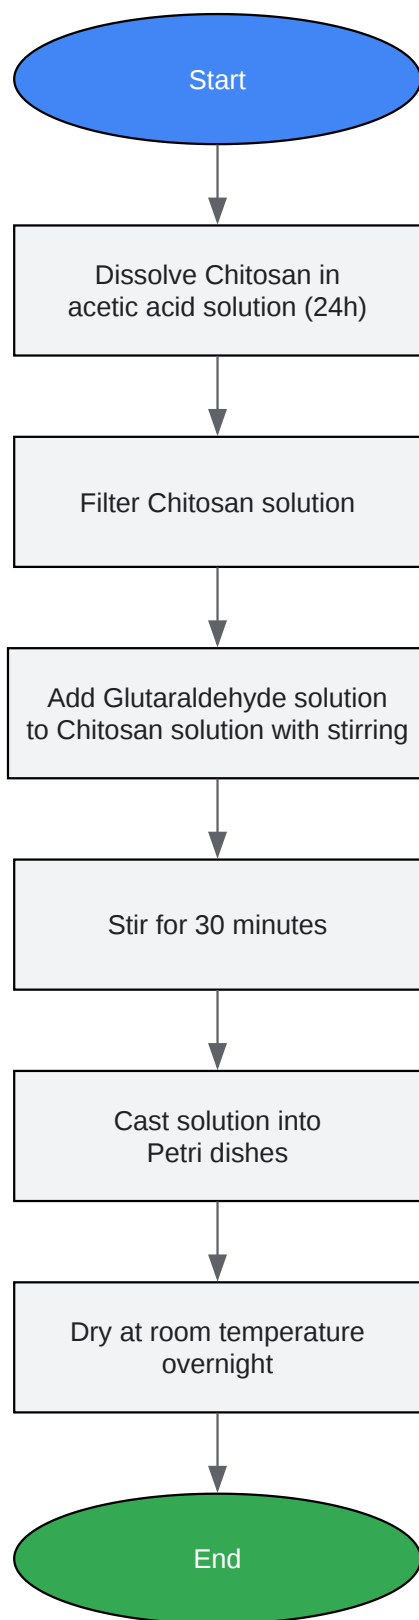 Start
Dissolve Chitosan in
acetic acid solution (24h)
Filter Chitosan solution
Add Glutaraldehyde solution
to Chitosan solution with stirring
Stir for 30 minutes
Cast solution into
Petri dishes
Dry at room temperature
overnight
End